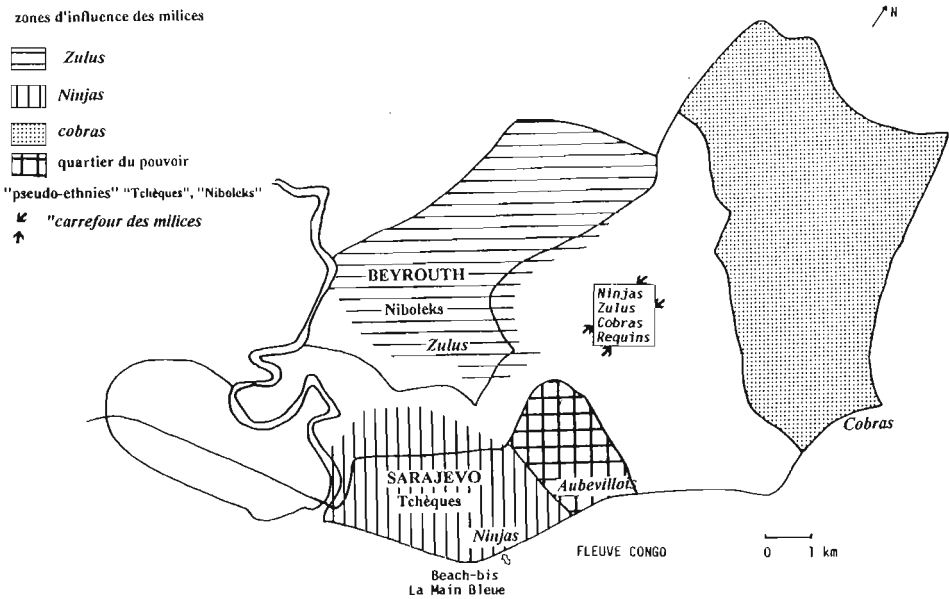 zones d'influence des milices
N
Zulus
Ninjas
cobras
quartier du pouvoir
"pseudo-ethnies" "Tchèques", "Niboleks"
"carrefour des milices
BEYROUTH
Niboleks
Zulus
Ninjas
Zulus
Cobras
Requins
Cobras
SARAJEVO
Tchèques
Aubevillois
Ninjas
FLEUVE CONGO
0 1 km
Beach-bis
La Main Bleue